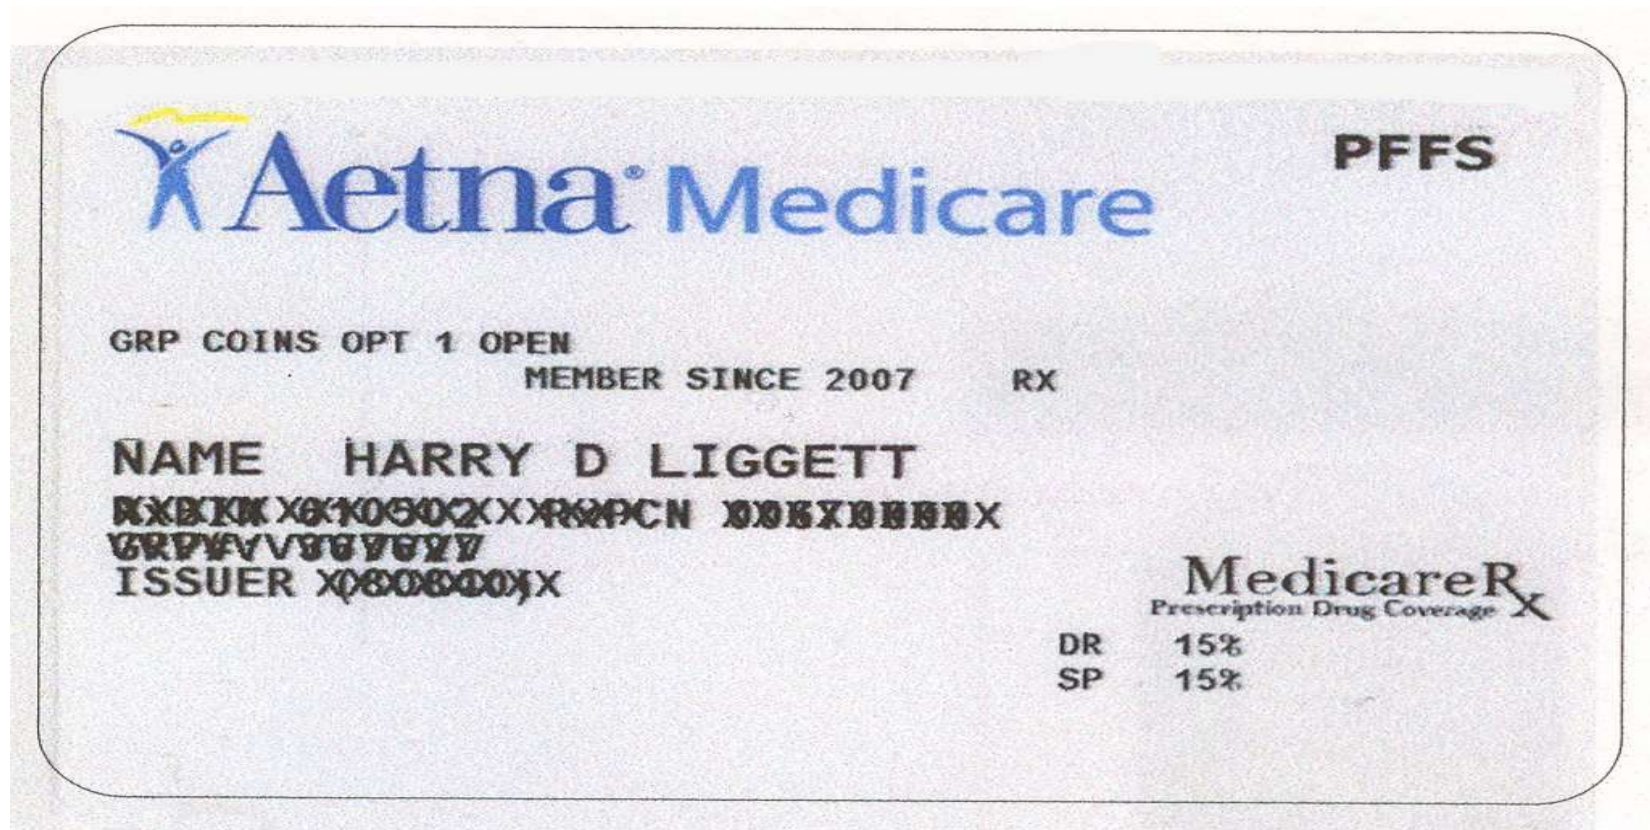 Aetna® Medicare
PFFS
GRP COINS OPT 1 OPEN
MEMBER SINCE 2007 RX
NAME HARRY D LIGGETT
ISSUER
MedicareRx
Prescription Drug Coverage
DR 15%
SP 15%